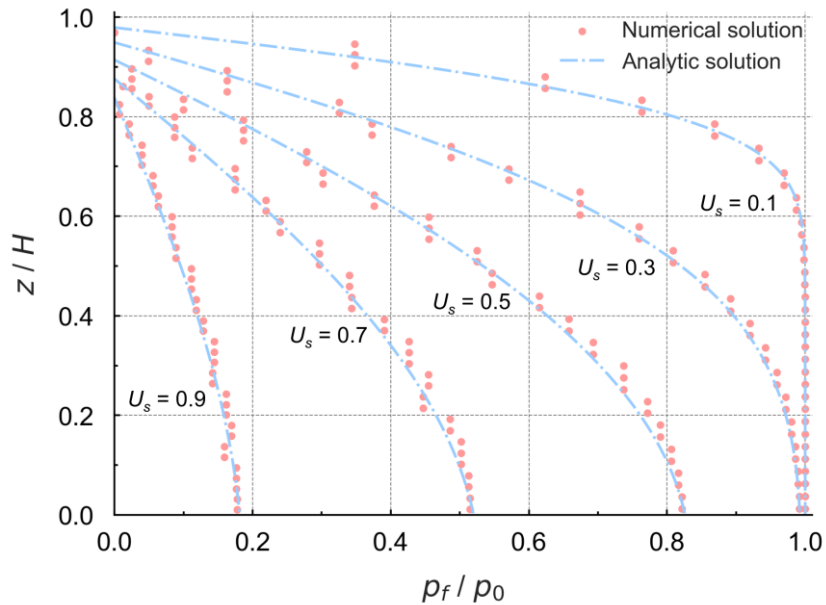 1.0
0.8
0.6
0.4
0.2
0.0
z / H
Numerical solution
Analytic solution
U_s = 0.1
U_s = 0.3
U_s = 0.5
U_s = 0.7
U_s = 0.9
0.0 0.2 0.4 0.6 0.8 1.0
p_f / p_0